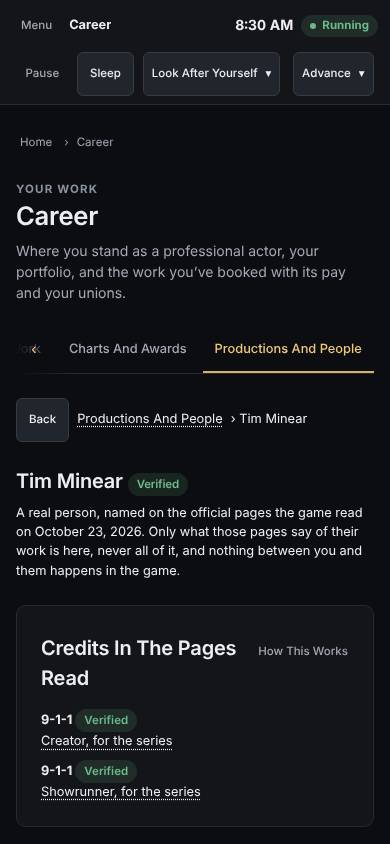 Menu Career 8:30 AM Running
Pause Sleep Look After Yourself ▾ Advance ▾
Home › Career
YOUR WORK
Career
Where you stand as a professional actor, your
portfolio, and the work you’ve booked with its pay
and your unions.
‹ Charts And Awards Productions And People
Back Productions And People › Tim Minear
Tim Minear Verified
A real person, named on the official pages the game read
on October 23, 2026. Only what those pages say of their
work is here, never all of it, and nothing between you and
them happens in the game.
Credits In The Pages How This Works
Read
9-1-1 Verified
Creator, for the series
9-1-1 Verified
Showrunner, for the series